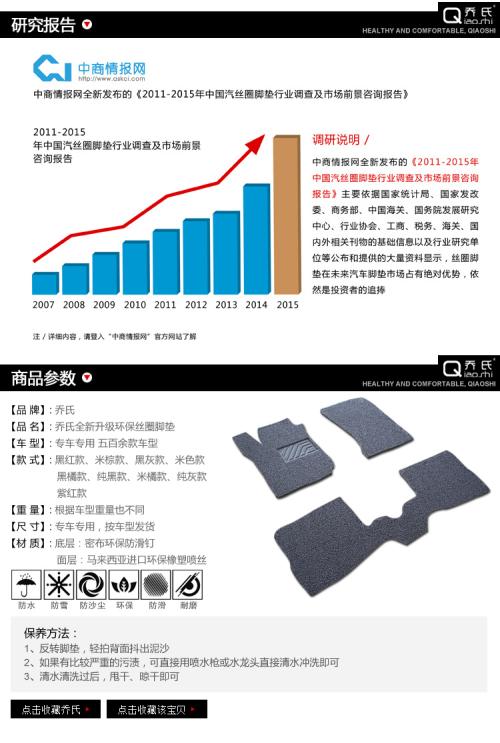 研究报告
Q乔氏®
iaoshi
HEALTHY AND COMFORTABLE, QIAOSHI
中商情报网
http://www.askci.com
中商情报网全新发布的《2011-2015年中国汽丝圈脚垫行业调查及市场前景咨询报告》
2011-2015
年中国汽丝圈脚垫行业调查及市场前景
咨询报告
2007 2008 2009 2010 2011 2012 2013 2014 2015
注/详细内容,请登入“中商情报网”官方网站了解
调研说明 /
中商情报网全新发布的《2011-2015年
中国汽丝圈脚垫行业调查及市场前景咨询
报告》主要依据国家统计局、国家发改
委、商务部、中国海关、国务院发展研究
中心、行业协会、工商、税务、海关、国
内外相关刊物的基础信息以及行业研究单
位等公布和提供的大量资料显示,丝圈脚
垫在未来汽车脚垫市场占有绝对优势,依
然是投资者的追捧
商品参数
Q乔氏®
iaoshi
HEALTHY AND COMFORTABLE, QIAOSHI
【品 牌】: 乔氏
【品 名】: 乔氏全新升级环保丝圈脚垫
【车 型】: 专车专用 五百余款车型
【款 式】: 黑红款、米棕款、黑灰款、米色款
黑橘款、纯黑款、米橘款、纯灰款
紫红款
【重 量】: 根据车型重量也不同
【尺 寸】: 专车专用,按车型发货
【材 质】: 底层:密布环保防滑钉
面层:马来西亚进口环保橡塑喷丝
防水 防雪 防沙尘 环保 防滑 耐磨
保养方法:
1、反转脚垫,轻拍背面抖出泥沙
2、如果有比较严重的污渍,可直接用喷水枪或水龙头直接清水冲洗即可
3、清水清洗过后,甩干、晾干即可
点击收藏乔氏
点击收藏该宝贝